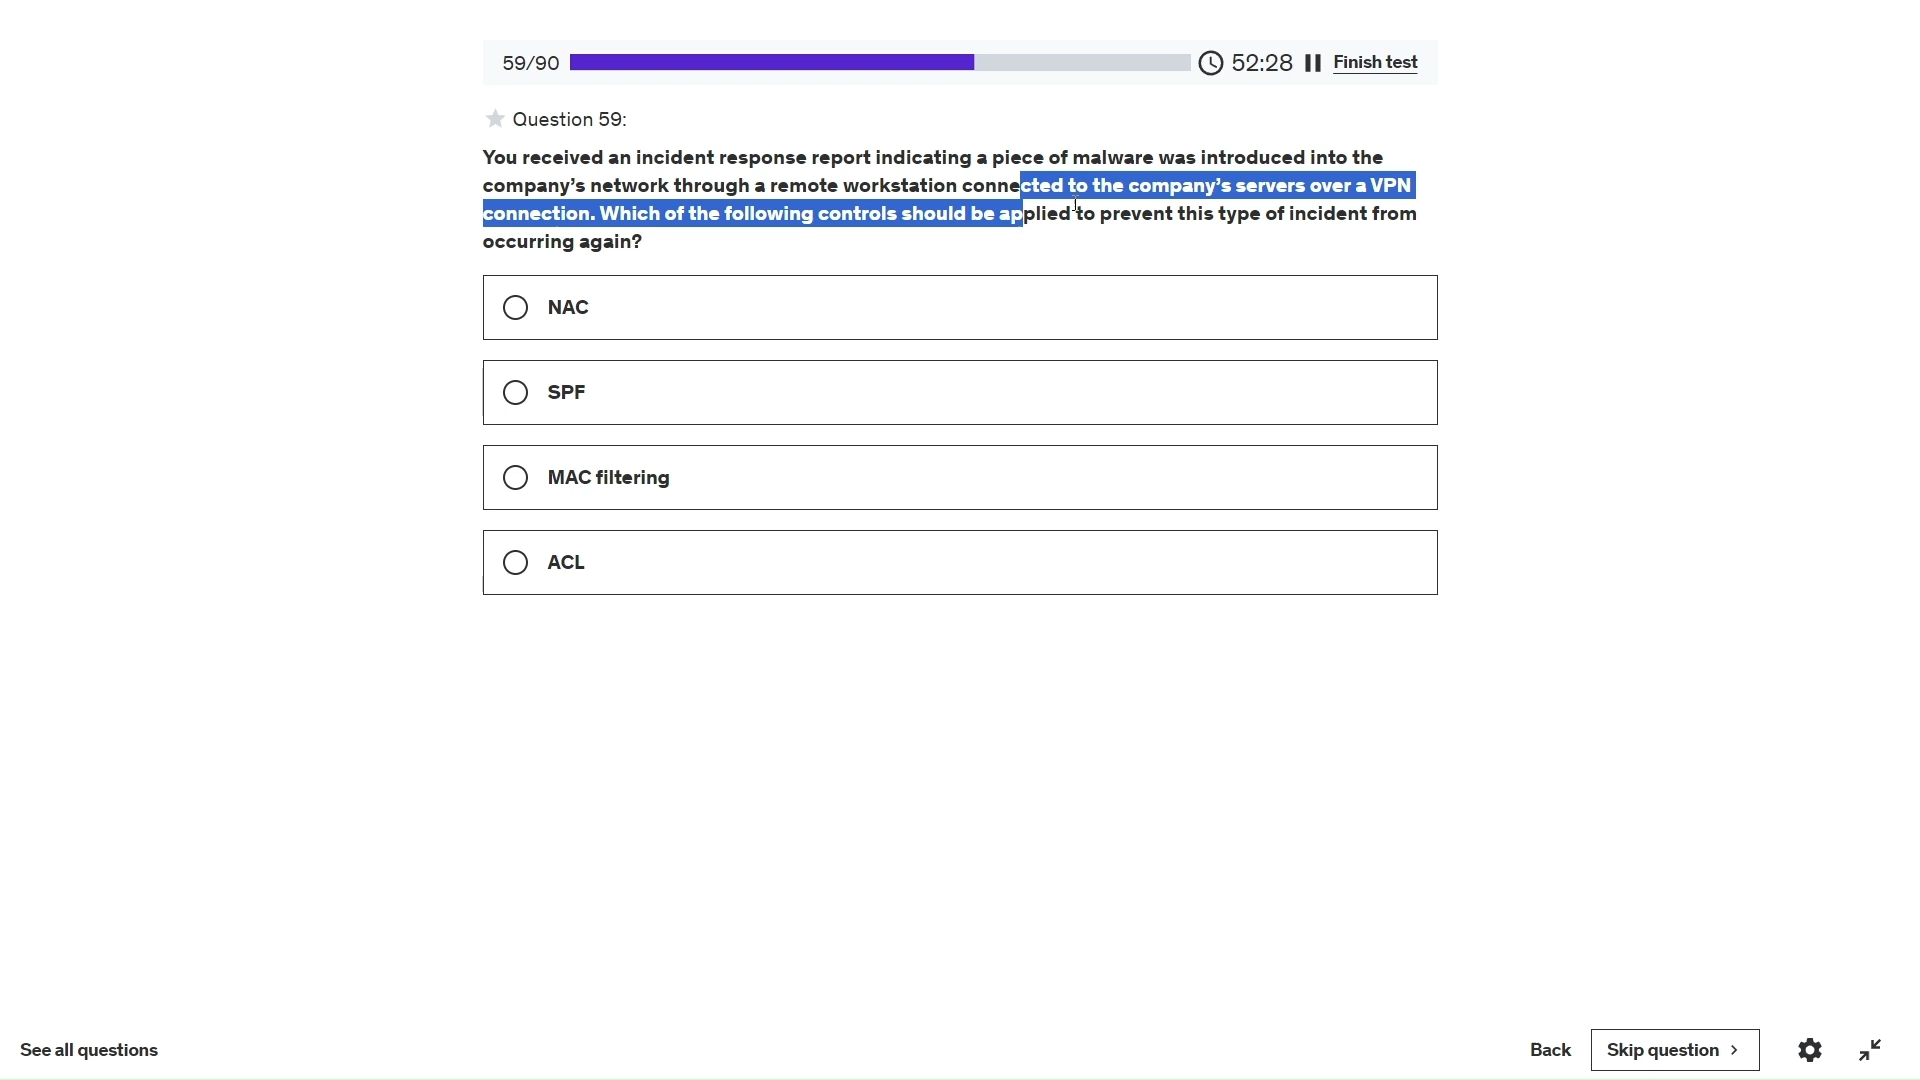 59/90
52:28
Finish test
Question 59:
You received an incident response report indicating a piece of malware was introduced into the
company’s network through a remote workstation connected to the company’s servers over a VPN
connection. Which of the following controls should be applied to prevent this type of incident from
occurring again?
NAC
SPF
MAC filtering
ACL
See all questions
Back
Skip question